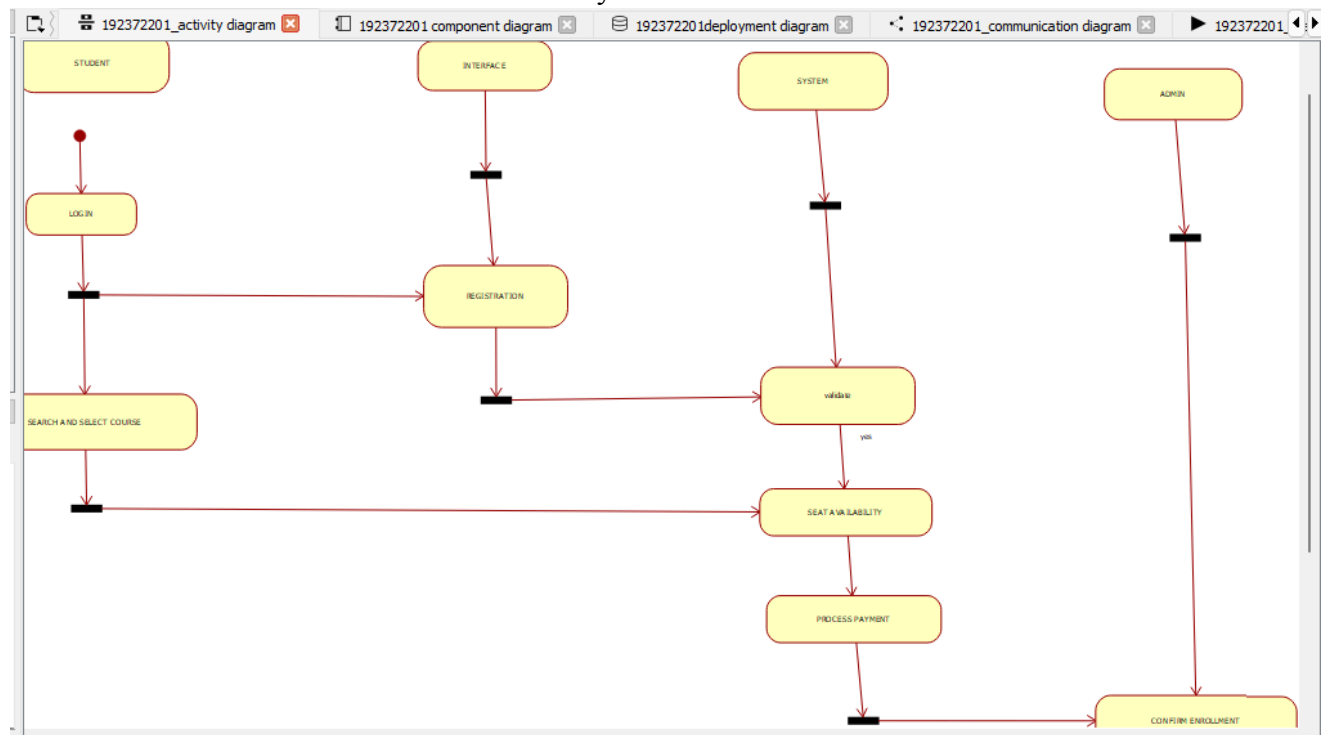 192372201_activity diagram
192372201 component diagram
192372201deployment diagram
192372201_communication diagram
192372201_
STUDENT
INTERFACE
SYSTEM
ADMIN
LOGIN
REGISTRATION
validate
SEARCH AND SELECT COURSE
yes
SEAT AVAILABILITY
PROCESS PAYMENT
CONFIRM ENROLLMENT